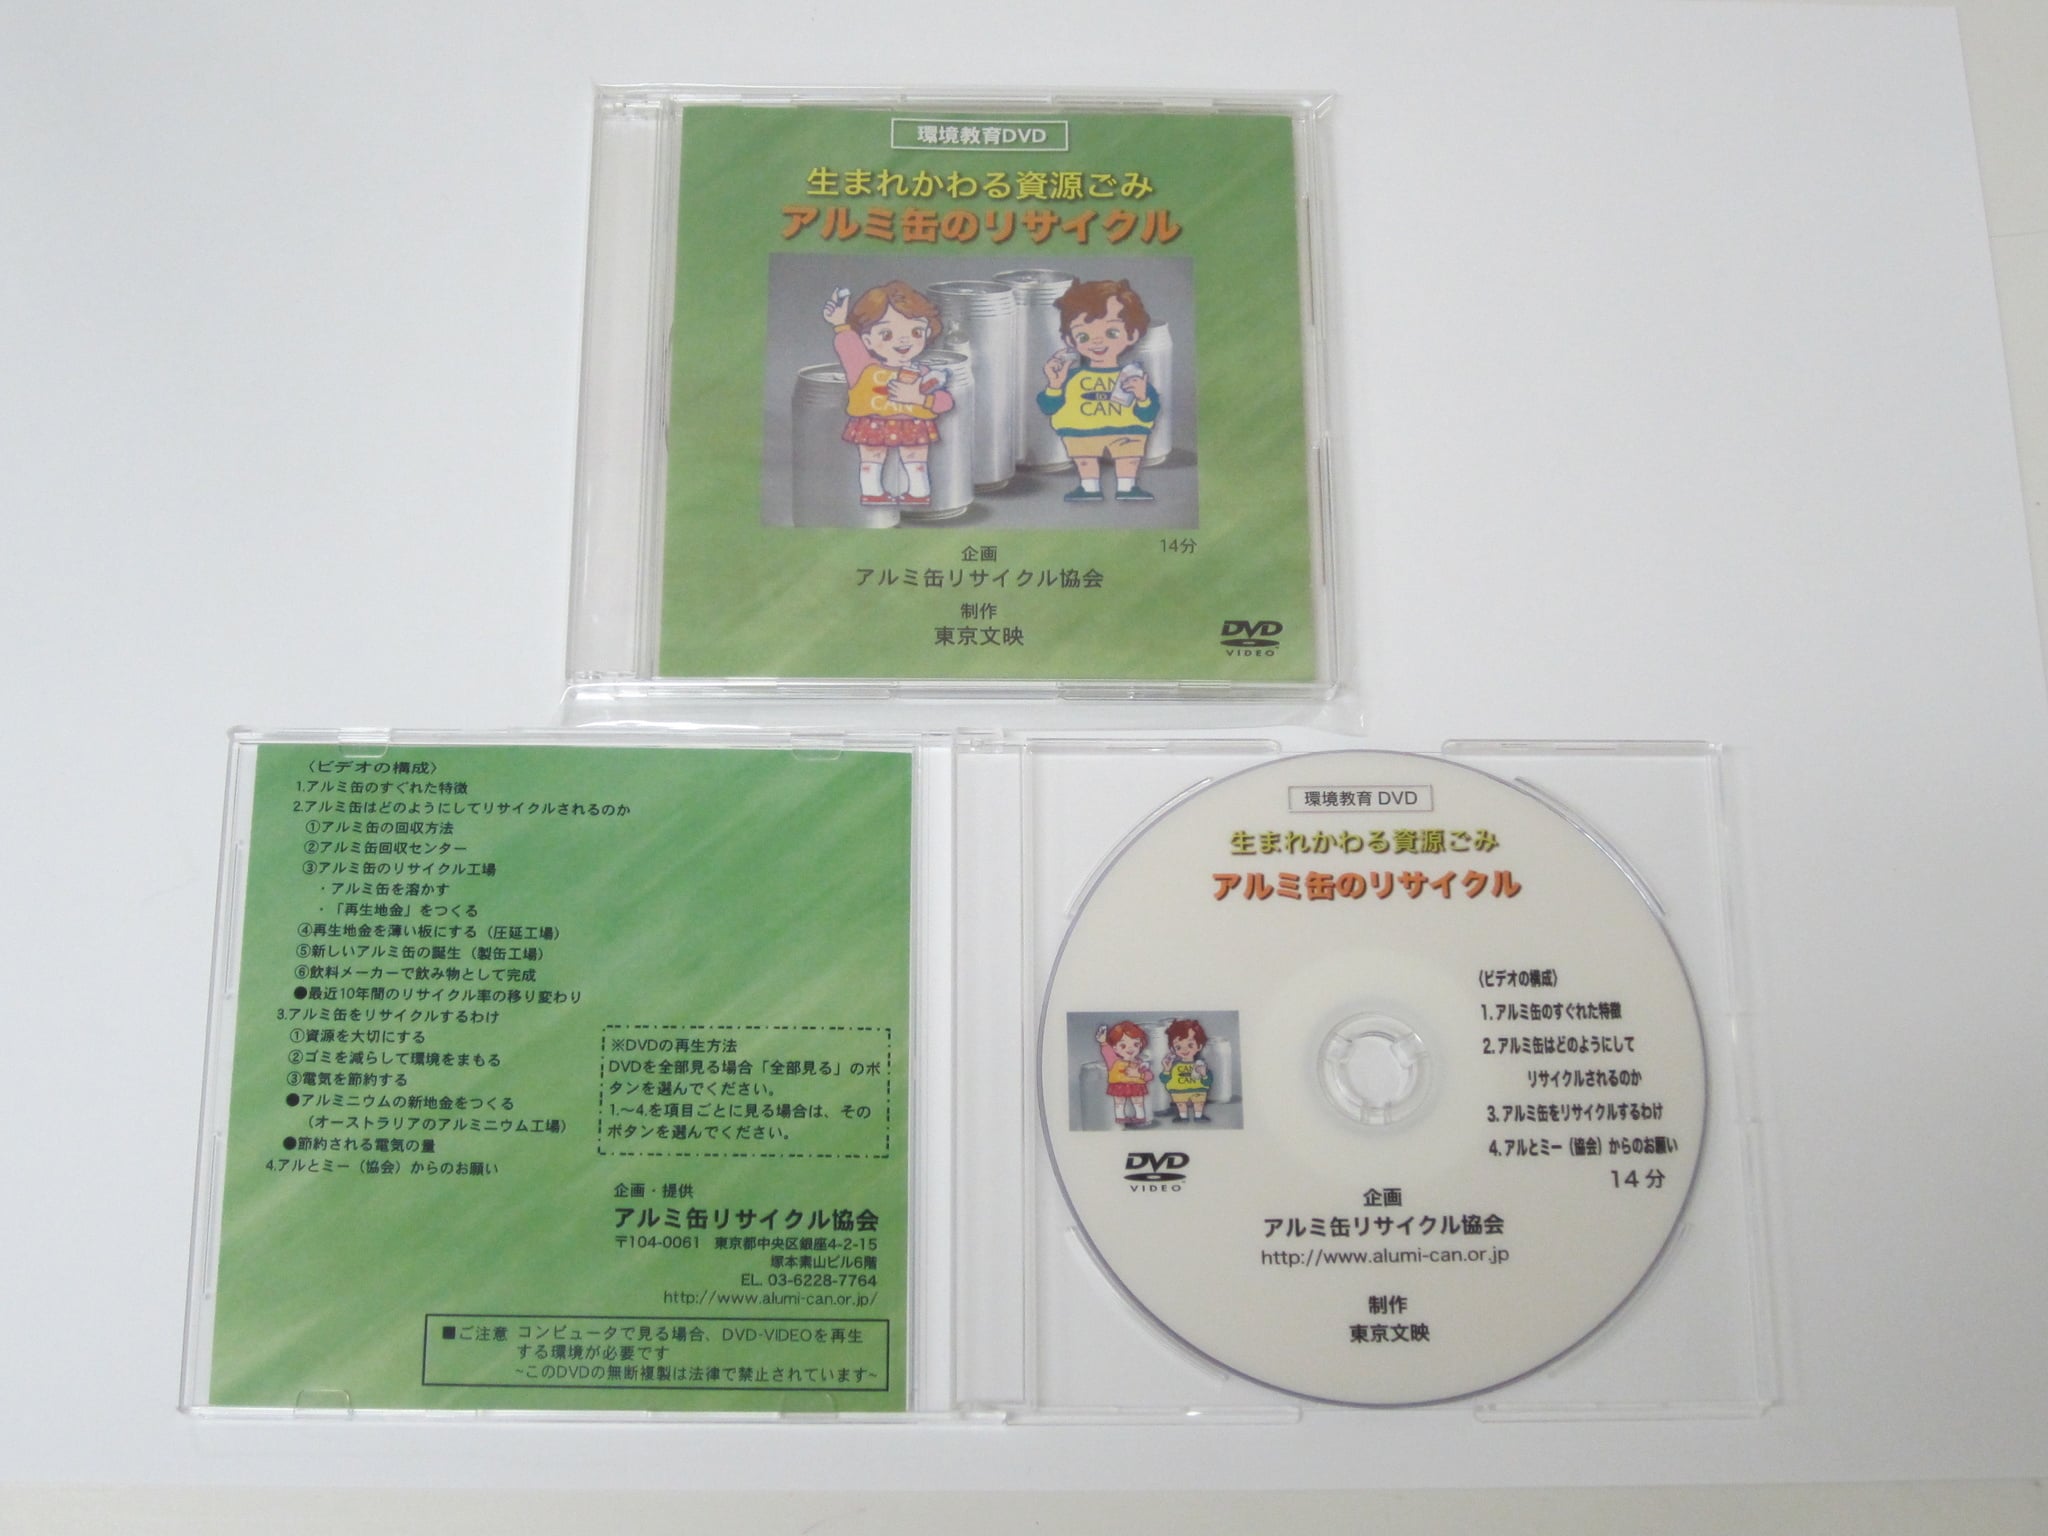 環境教育DVD
生まれかわる資源ごみ
アルミ缶のリサイクル
CAN
CAN
CAN
to
CAN
14分
企画
アルミ缶リサイクル協会
制作
東京文映
DVD
VIDEO
〈ビデオの構成〉
1.アルミ缶のすぐれた特徴
2.アルミ缶はどのようにしてリサイクルされるのか
①アルミ缶の回収方法
②アルミ缶回収センター
③アルミ缶のリサイクル工場
・アルミ缶を溶かす
・「再生地金」をつくる
④再生地金を薄い板にする（圧延工場）
⑤新しいアルミ缶の誕生（製缶工場）
⑥飲料メーカーで飲み物として完成
●最近10年間のリサイクル率の移り変わり
3.アルミ缶をリサイクルするわけ
①資源を大切にする
②ゴミを減らして環境をまもる
③電気を節約する
●アルミニウムの新地金をつくる
（オーストラリアのアルミニウム工場）
●節約される電気の量
4.アルとミー（協会）からのお願い
※DVDの再生方法
DVDを全部見る場合「全部見る」のボ
タンを選んでください。
1.〜4.を項目ごとに見る場合は、その
ボタンを選んでください。
企画・提供
アルミ缶リサイクル協会
〒104-0061 東京都中央区銀座4-2-15
塚本素山ビル6階
EL. 03-6228-7764
http://www.alumi-can.or.jp/
■ご注意 コンピュータで見る場合、DVD-VIDEOを再生
する環境が必要です
~このDVDの無断複製は法律で禁止されています~
環境教育 DVD
生まれかわる資源ごみ
アルミ缶のリサイクル
〈ビデオの構成〉
1. アルミ缶のすぐれた特徴
2. アルミ缶はどのようにして
リサイクルされるのか
3. アルミ缶をリサイクルするわけ
4. アルとミー（協会）からのお願い
14 分
CAN
CAN
DVD
VIDEO
企画
アルミ缶リサイクル協会
http://www.alumi-can.or.jp
制作
東京文映